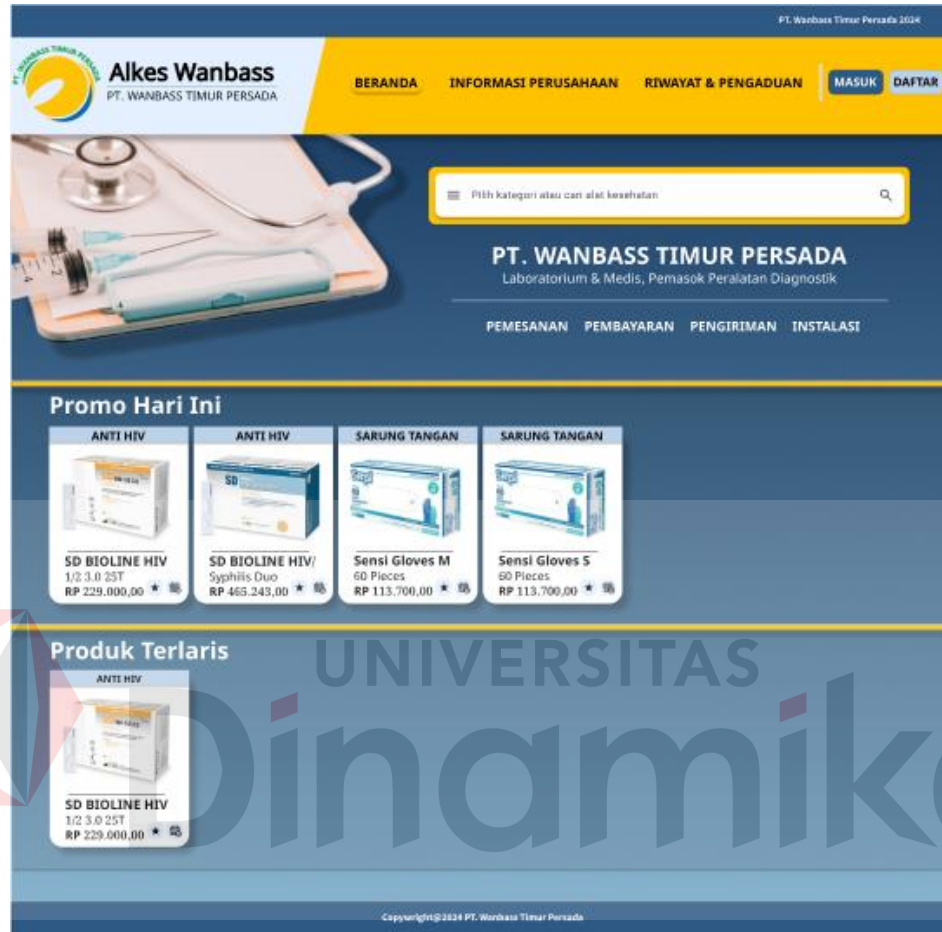 PT. Wanbass Timur Persada 2024
PT. WANBASS TIMUR PERSADA
Alkes Wanbass
PT. WANBASS TIMUR PERSADA
BERANDA INFORMASI PERUSAHAAN RIWAYAT & PENGADUAN MASUK DAFTAR
Pilih kategori atau cari alat kesehatan
PT. WANBASS TIMUR PERSADA
Laboratorium & Medis, Pemasok Peralatan Diagnostik
PEMESANAN PEMBAYARAN PENGIRIMAN INSTALASI
Promo Hari Ini
ANTI HIV
SD BIOLINE HIV
1/2 3.0 25T
RP 229.000,00
ANTI HIV
SD
SD BIOLINE HIV/
Syphilis Duo
RP 465.243,00
SARUNG TANGAN
Sensi
Sensi Gloves M
60 Pieces
RP 113.700,00
SARUNG TANGAN
Sensi
Sensi Gloves S
60 Pieces
RP 113.700,00
Produk Terlaris
ANTI HIV
SD BIOLINE HIV
1/2 3.0 25T
RP 229.000,00
UNIVERSITAS
Dinamika
Copywright@2024 PT. Wanbass Timur Persada